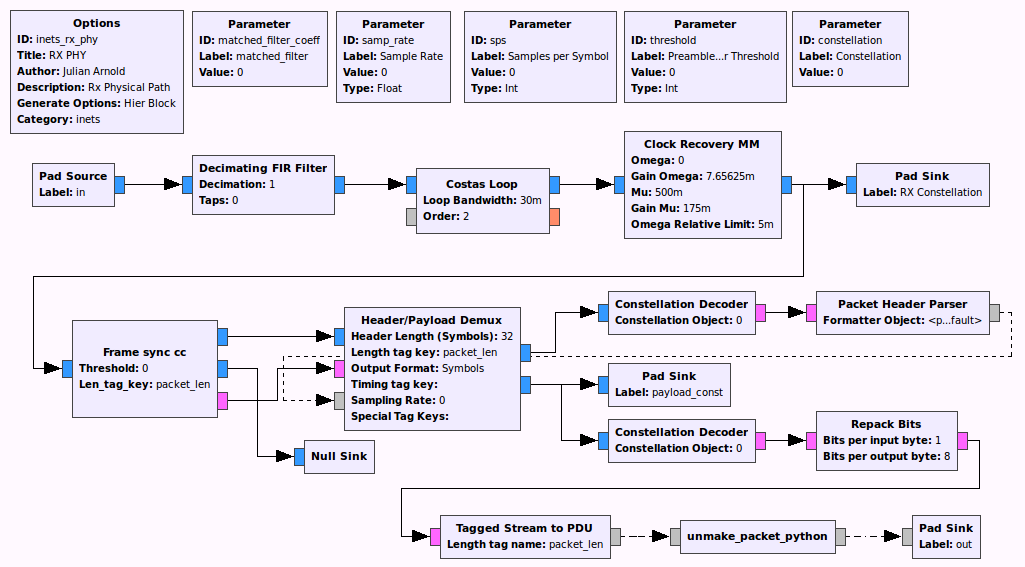 Options
ID: inets_rx_phy
Title: RX PHY
Author: Julian Arnold
Description: Rx Physical Path
Generate Options: Hier Block
Category: inets
Parameter
ID: matched_filter_coeff
Label: matched_filter
Value: 0
Parameter
ID: samp_rate
Label: Sample Rate
Value: 0
Type: Float
Parameter
ID: sps
Label: Samples per Symbol
Value: 0
Type: Int
Parameter
ID: threshold
Label: Preamble...r Threshold
Value: 0
Type: Int
Parameter
ID: constellation
Label: Constellation
Value: 0
Pad Source
Label: in
Decimating FIR Filter
Decimation: 1
Taps: 0
Costas Loop
Loop Bandwidth: 30m
Order: 2
Clock Recovery MM
Omega: 0
Gain Omega: 7.65625m
Mu: 500m
Gain Mu: 175m
Omega Relative Limit: 5m
Pad Sink
Label: RX Constellation
Frame sync cc
Threshold: 0
Len_tag_key: packet_len
Header/Payload Demux
Header Length (Symbols): 32
Length tag key: packet_len
Output Format: Symbols
Timing tag key:
Sampling Rate: 0
Special Tag Keys:
Constellation Decoder
Constellation Object: 0
Packet Header Parser
Formatter Object: <p...fault>
Pad Sink
Label: payload_const
Constellation Decoder
Constellation Object: 0
Repack Bits
Bits per input byte: 1
Bits per output byte: 8
Null Sink
Tagged Stream to PDU
Length tag name: packet_len
unmake_packet_python
Pad Sink
Label: out